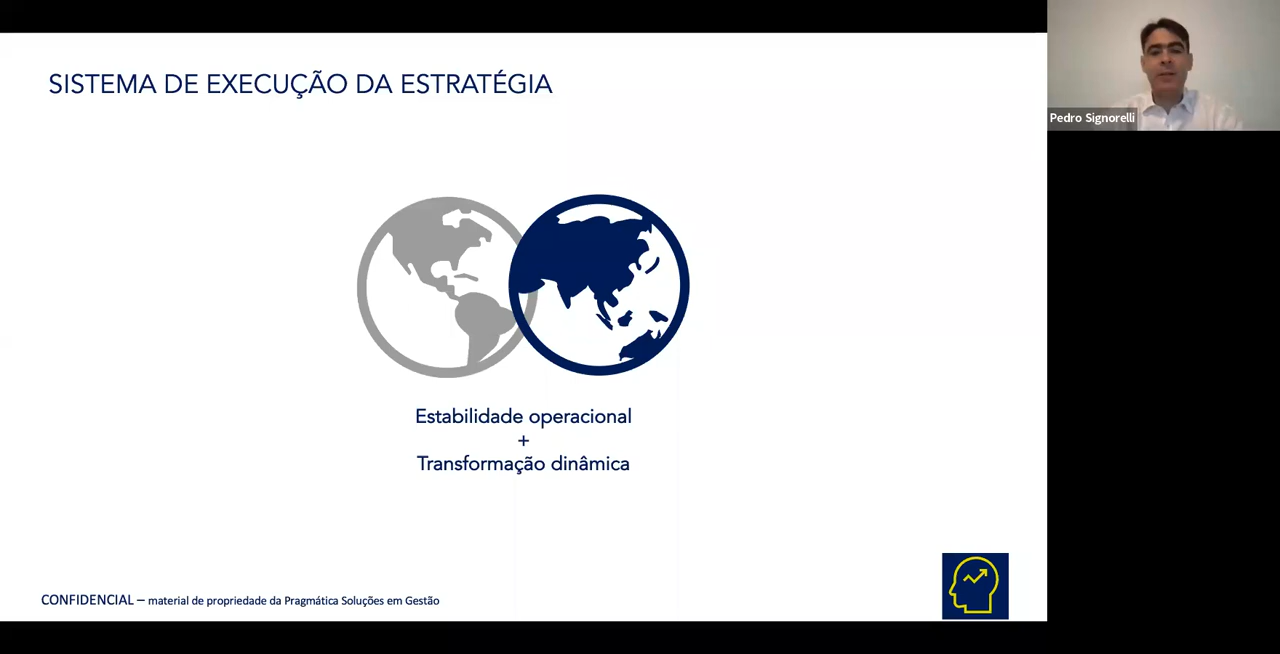 SISTEMA DE EXECUÇÃO DA ESTRATÉGIA
Pedro Signorelli
Estabilidade operacional
+
Transformação dinâmica
CONFIDENCIAL – material de propriedade da Pragmática Soluções em Gestão